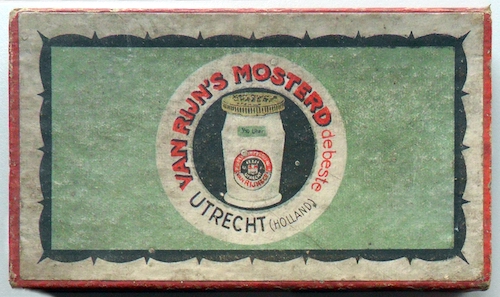 VAN RIJN'S MOSTERD de beste
UTRECHT (HOLLAND)